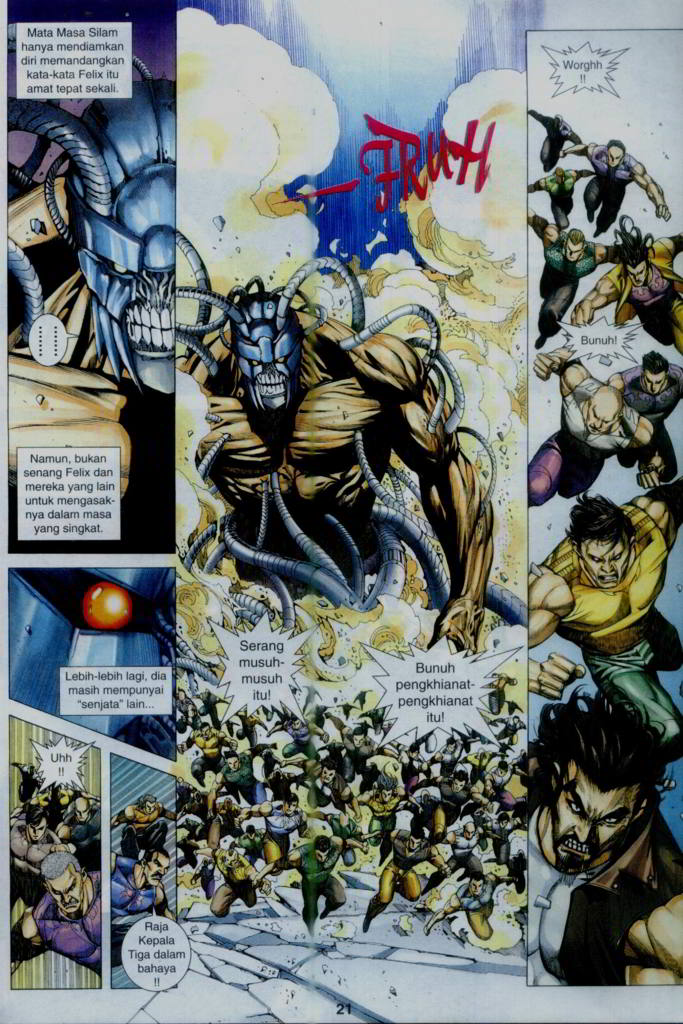 Mata Masa Silam
hanya mendiamkan
diri memandangkan
kata-kata Felix itu
amat tepat sekali.
Namun, bukan
senang Felix dan
mereka yang lain
untuk mengasak-
nya dalam masa
yang singkat.
Lebih-lebih lagi, dia
masih mempunyai
"senjata" lain...
Uhh
!!
Raja
Kepala
Tiga dalam
bahaya
!!
FRUH
Serang
musuh-
musuh
itu!
Bunuh
pengkhianat-
pengkhianat
itu!
Worghh
!!
Bunuh!
21